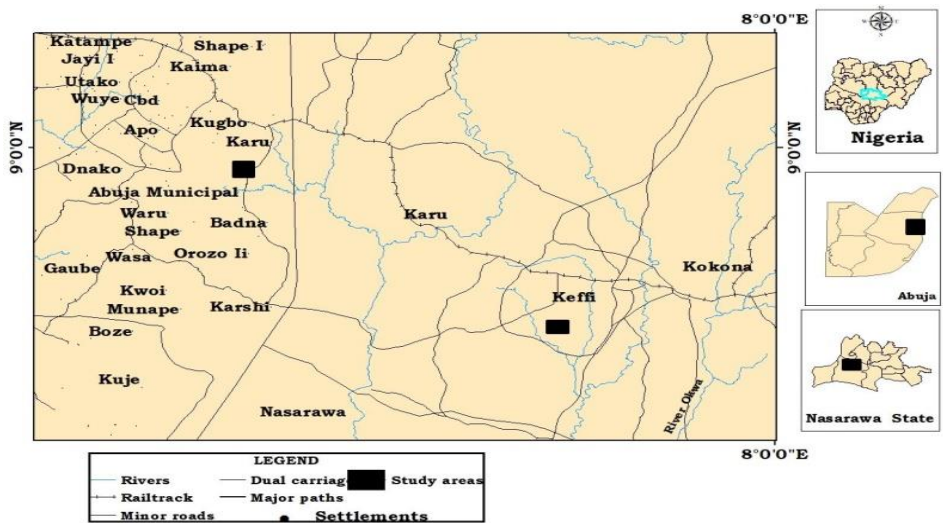 8°0'0"E
N
W E
S
Nigeria
9°0'0"N
9°0'0"N
Katampe
Shape I
Jayi I
Kaima
Utako
Wuye
Cbd
Apo
Kugbo
Karu
Dnako
Abuja Municipal
Waru
Shape
Badna
Karu
Gaube
Wasa
Orozo Ii
Kokona
Kwoi
Keffi
Munape
Karshi
Boze
Kuje
Nasarawa
River Okwa
Abuja
Nasarawa State
8°0'0"E
LEGEND
Rivers
Dual carriag
Study areas
Railtrack
Major paths
Minor roads
Settlements